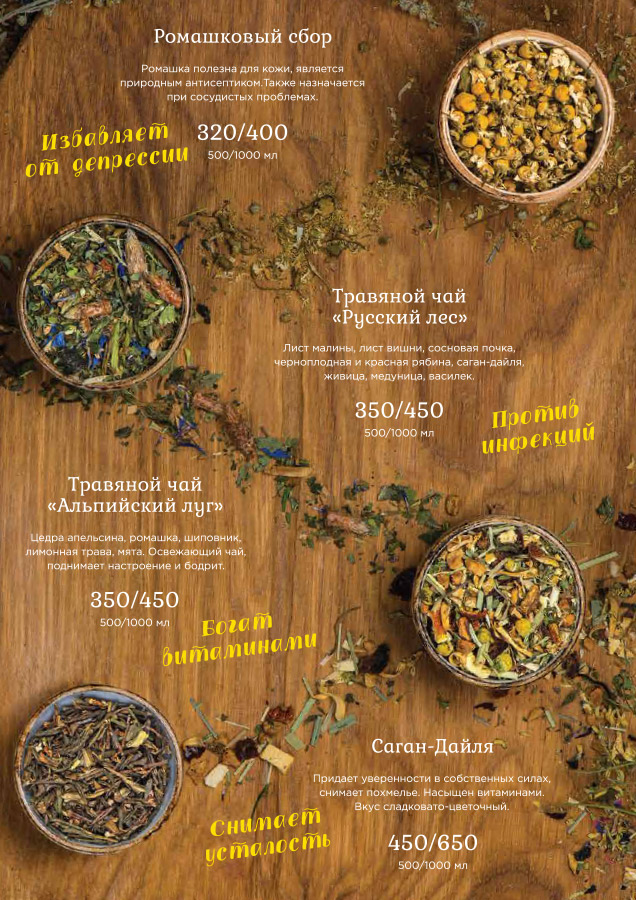 Ромашковый сбор
Ромашка полезна для кожи, является
природным антисептиком.Также назначается
при сосудистых проблемах.
Избавляет
от депрессии
320/400
500/1000 мл
Травяной чай
«Русский лес»
Лист малины, лист вишни, сосновая почка,
черноплодная и красная рябина, саган-дайля,
живица, медуница, василек.
350/450
500/1000 мл
Против
инфекций
Травяной чай
«Альпийский луг»
Цедра апельсина, ромашка, шиповник,
лимонная трава, мята. Освежающий чай,
поднимает настроение и бодрит.
350/450
500/1000 мл
Богат
витаминами
Саган-Дайля
Придает уверенности в собственных силах,
снимает похмелье. Насыщен витаминами.
Вкус сладковато-цветочный.
Снимает
усталость
450/650
500/1000 мл